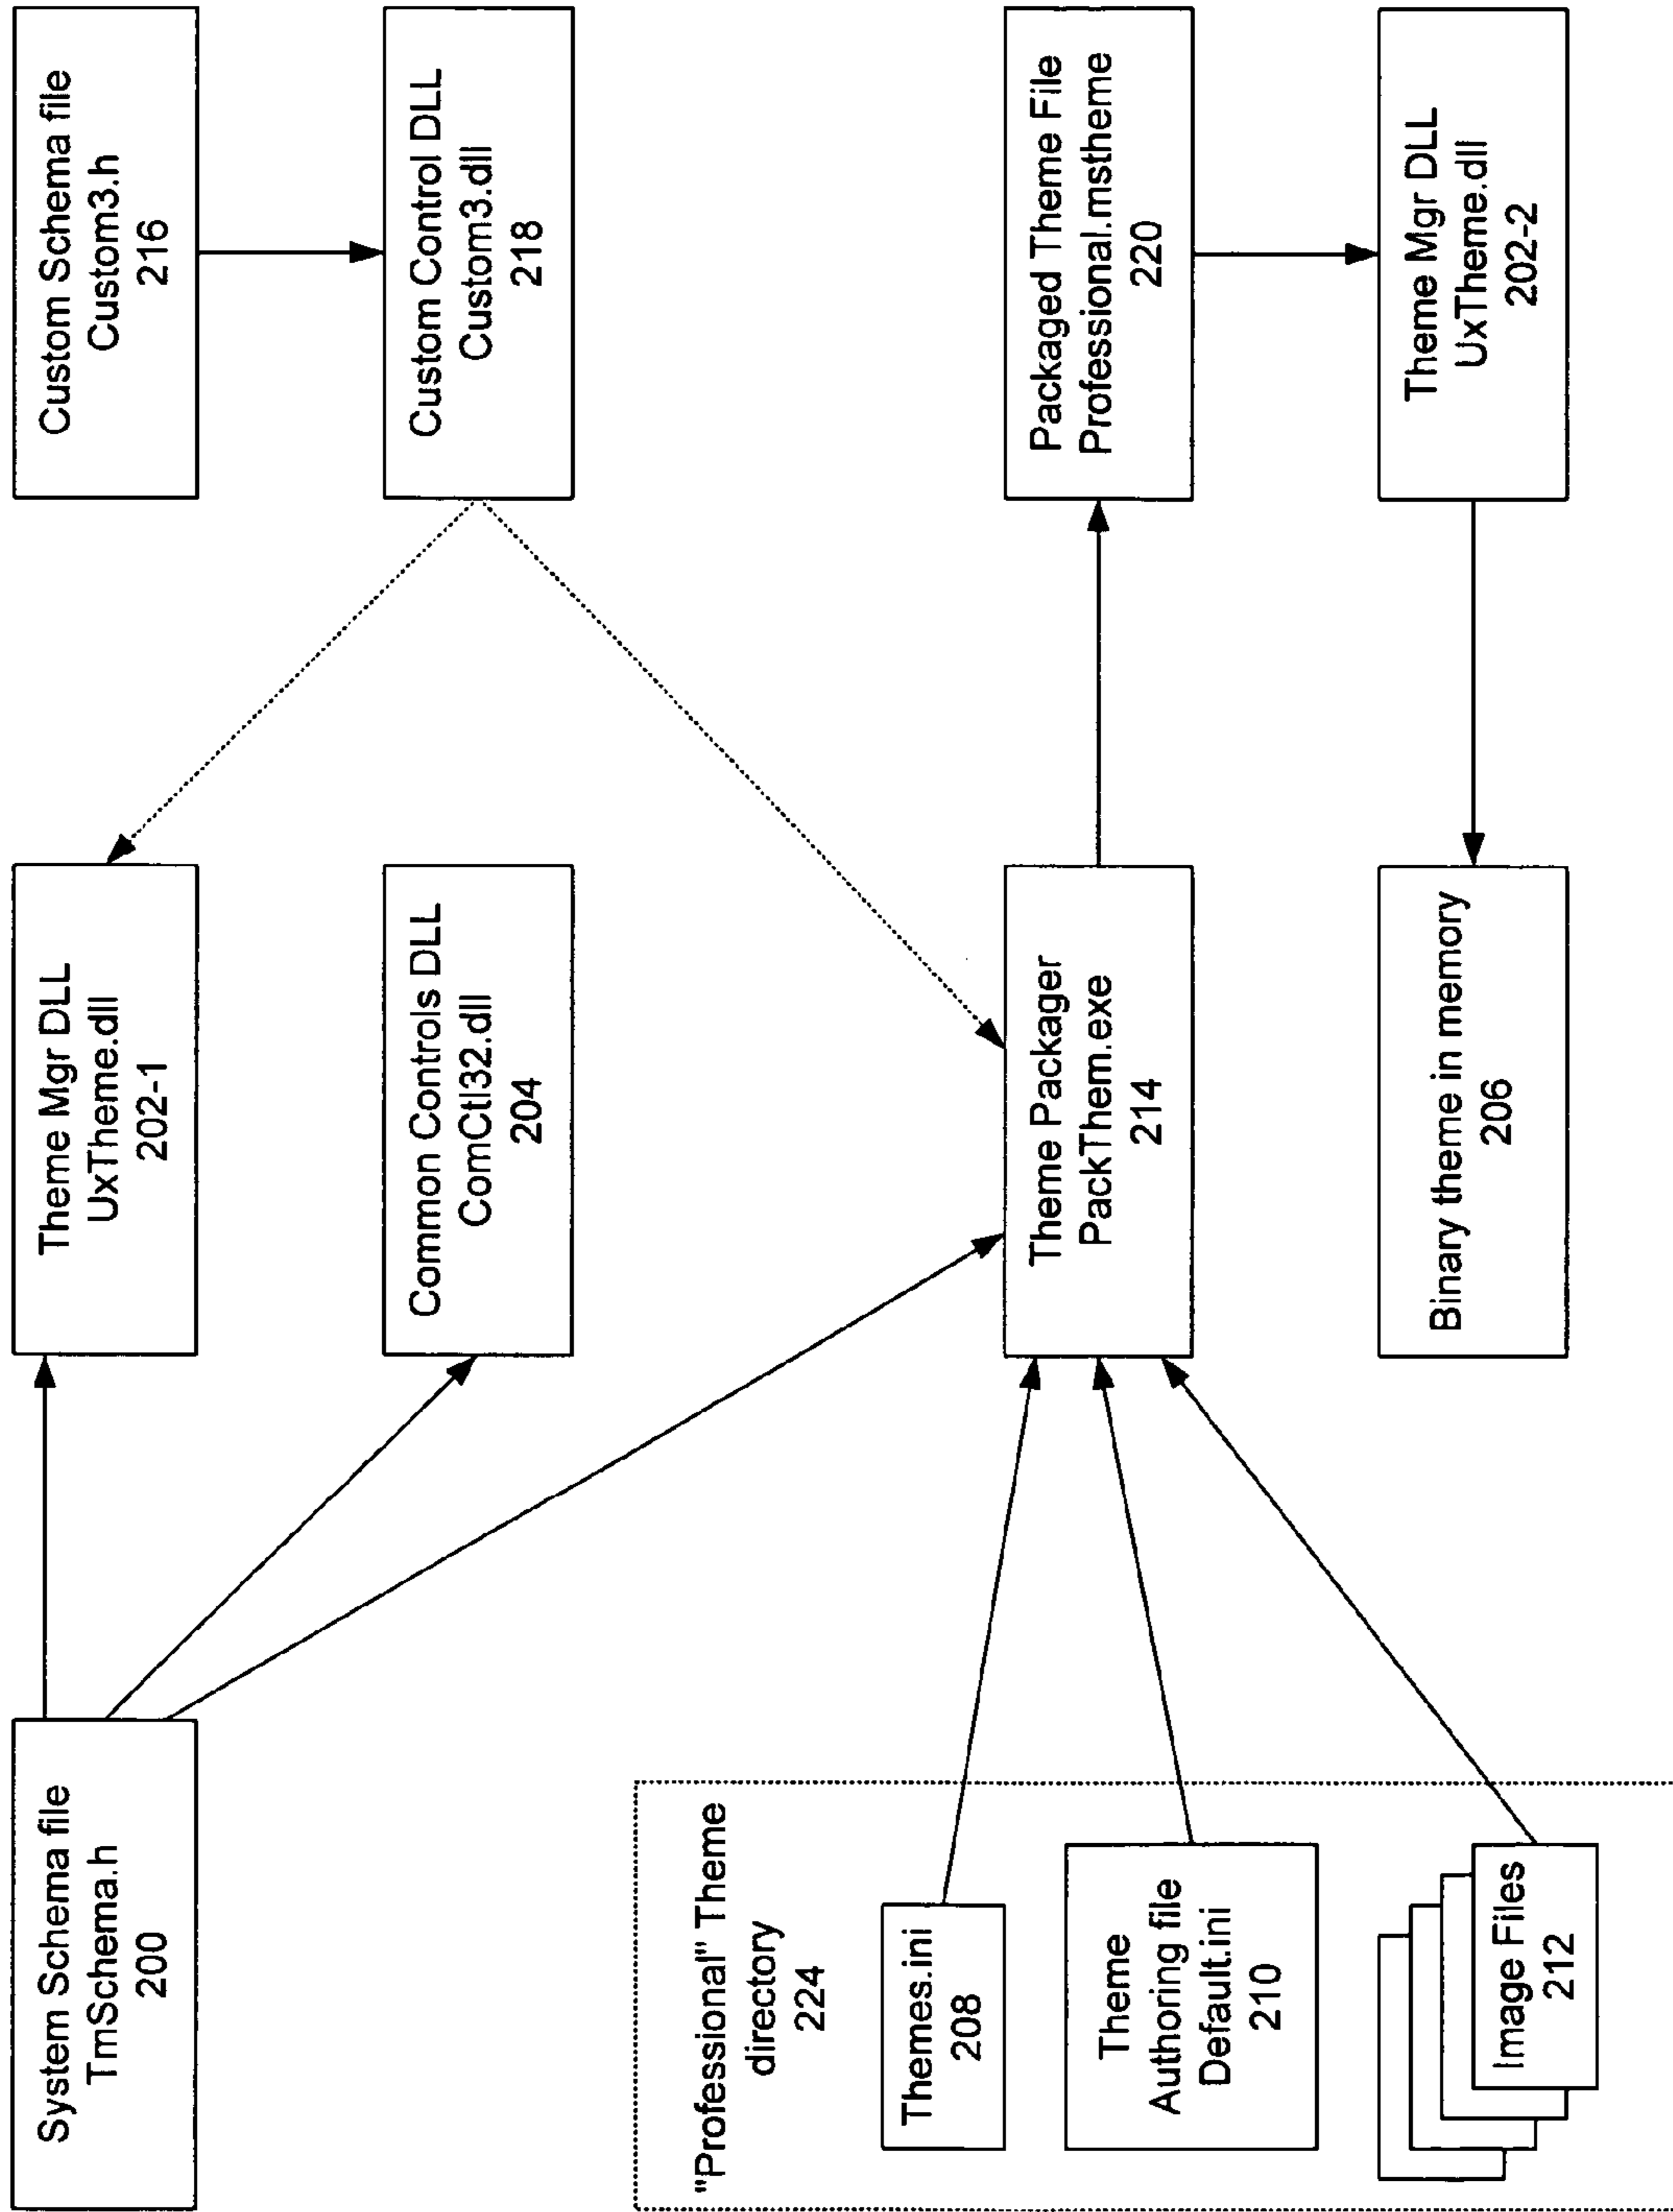 System Schema file
TmSchema.h
200
Theme Mgr DLL
UxTheme.dll
202-1
Custom Schema file
Custom3.h
216
Common Controls DLL
ComCtl32.dll
204
Custom Control DLL
Custom3.dll
218
"Professional" Theme
directory
224
Themes.ini
208
Theme
Authoring file
Default.ini
210
Image Files
212
Theme Packager
PackThem.exe
214
Packaged Theme File
Professional.mstheme
220
Binary theme in memory
206
Theme Mgr DLL
UxTheme.dll
202-2